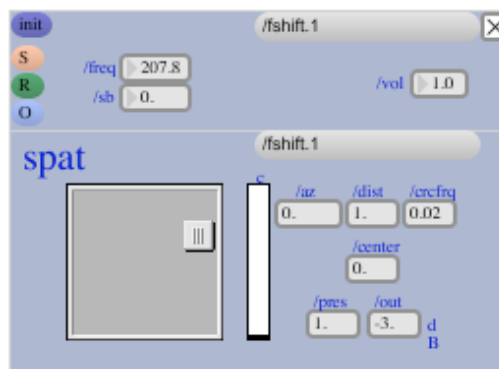 init /fshift.1
S
/freq 207.8 /vol 1.0
R
/sb 0.
O
/fshift.1
spat
c
/az /dist /crcfrq
0. 1. 0.02
/center
0.
/pres /out
1. -3. d
B